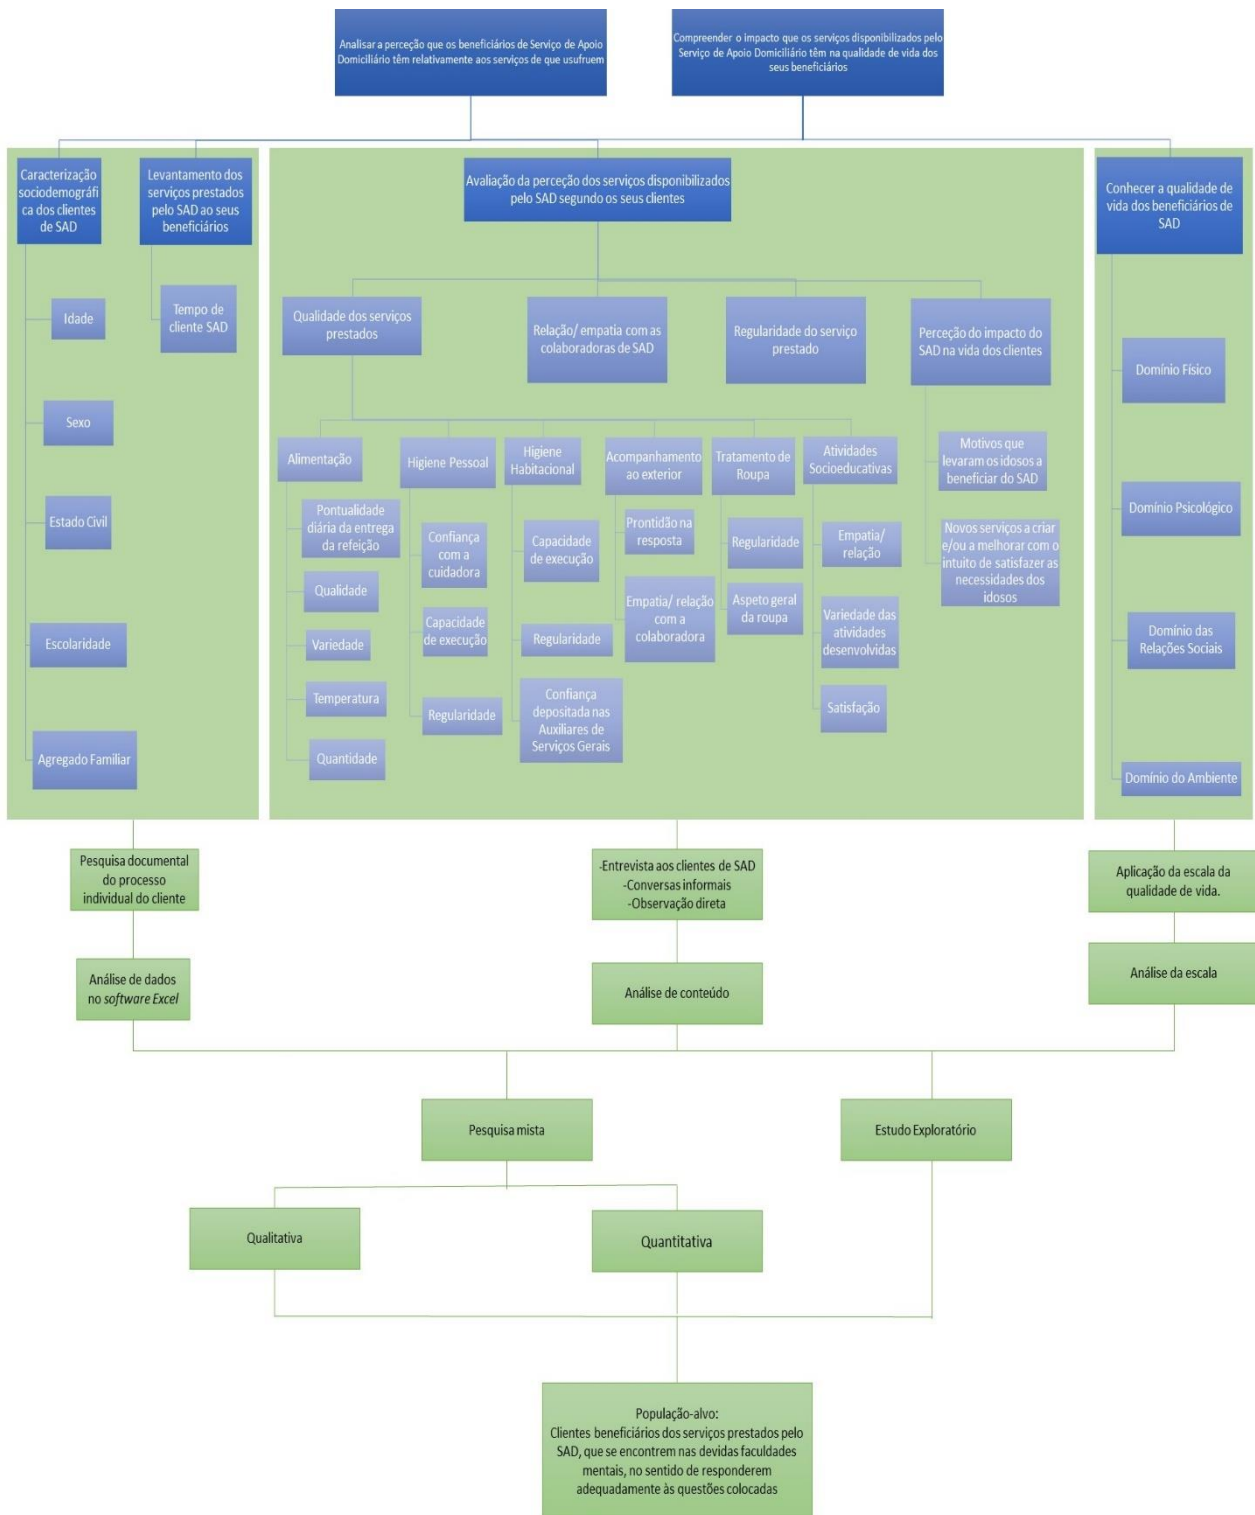 Analisar a perceção que os beneficiários de Serviço de Apoio
Domiciliário têm relativamente aos serviços de que usufruem
Compreender o impacto que os serviços disponibilizados pelo
Serviço de Apoio Domiciliário têm na qualidade de vida dos
seus beneficiários
Caracterização
sociodemográfi
ca dos clientes
de SAD
Levantamento dos
serviços prestados
pelo SAD ao seus
beneficiários
Avaliação da perceção dos serviços disponibilizados
pelo SAD segundo os seus clientes
Conhecer a qualidade de
vida dos beneficiários de
SAD
Idade
Sexo
Estado Civil
Escolaridade
Agregado Familiar
Tempo de
cliente SAD
Qualidade dos serviços
prestados
Relação/ empatia com as
colaboradoras de SAD
Regularidade do serviço
prestado
Perceção do impacto do
SAD na vida dos clientes
Alimentação
Pontualidade
diária da entrega
da refeição
Qualidade
Variedade
Temperatura
Quantidade
Higiene Pessoal
Confiança
com a
cuidadora
Capacidade
de execução
Regularidade
Higiene
Habitacional
Capacidade
de execução
Regularidade
Confiança
depositada nas
Auxiliares de
Serviços Gerais
Acompanhamento
ao exterior
Prontidão na
resposta
Empatia/ relação
com a
colaboradora
Tratamento de
Roupa
Regularidade
Aspeto geral
da roupa
Atividades
Socioeducativas
Empatia/
relação
Variedade das
atividades
desenvolvidas
Satisfação
Motivos que
levaram os idosos a
beneficiar do SAD
Novos serviços a criar
e/ou a melhorar com o
intuito de satisfazer as
necessidades dos
idosos
Domínio Físico
Domínio Psicológico
Domínio das
Relações Sociais
Domínio do Ambiente
Pesquisa documental
do processo
individual do cliente
Análise de dados
no software Excel
-Entrevista aos clientes de SAD
-Conversas informais
-Observação direta
Análise de conteúdo
Aplicação da escala da
qualidade de vida.
Análise da escala
Pesquisa mista
Estudo Exploratório
Qualitativa
Quantitativa
População-alvo:
Clientes beneficiários dos serviços prestados pelo
SAD, que se encontrem nas devidas faculdades
mentais, no sentido de responderem
adequadamente às questões colocadas